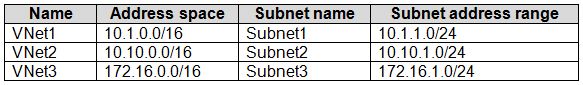 Name Address space Subnet name Subnet address range
VNet1 10.1.0.0/16 Subnet1 10.1.1.0/24
VNet2 10.10.0.0/16 Subnet2 10.10.1.0/24
VNet3 172.16.0.0/16 Subnet3 172.16.1.0/24